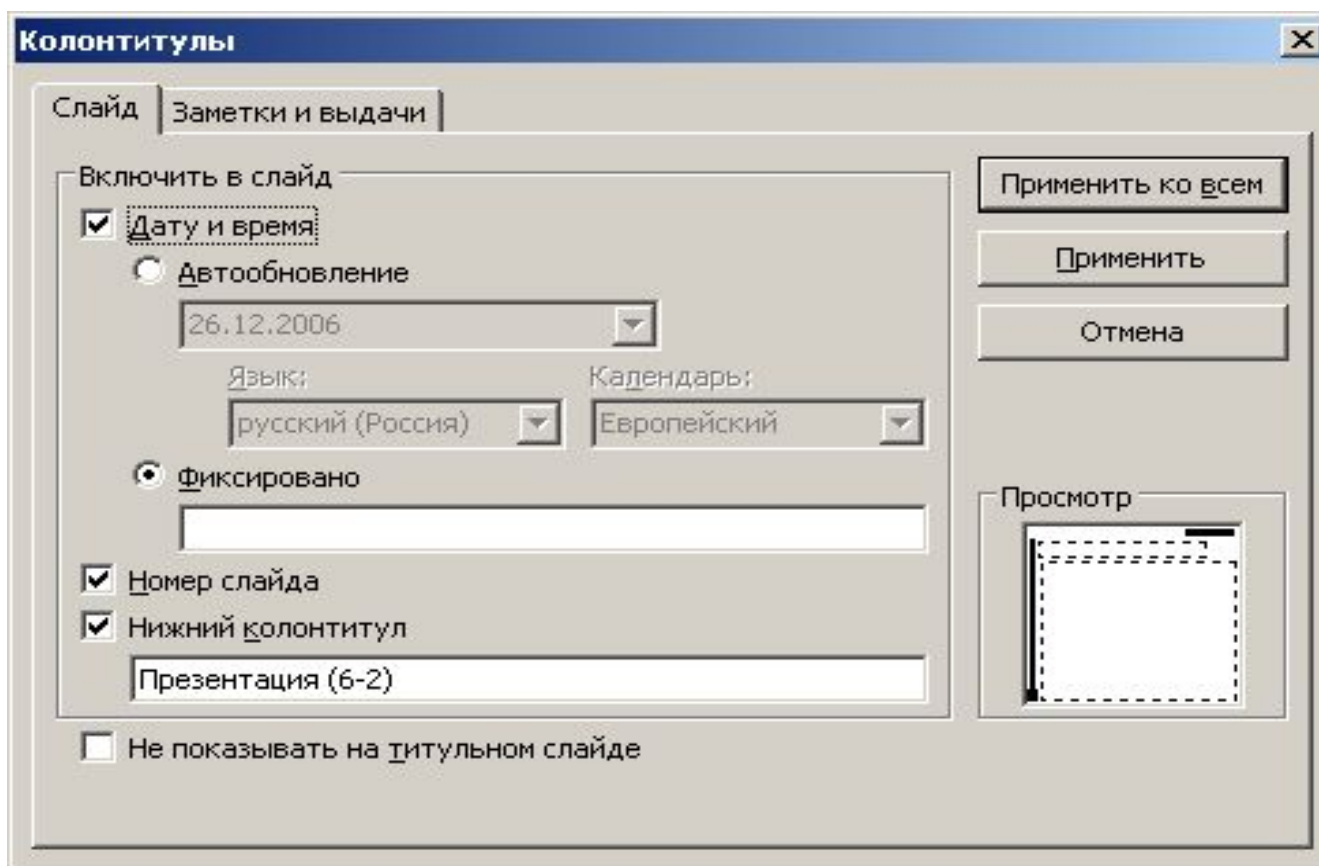 Колонтитулы
Слайд
Заметки и выдачи
Включить в слайд
Дату и время
Автообновление
26.12.2006
Язык:
Календарь:
русский (Россия)
Европейский
Фиксировано
Номер слайда
Нижний колонтитул
Презентация (6-2)
Не показывать на титульном слайде
Применить ко всем
Применить
Отмена
Просмотр